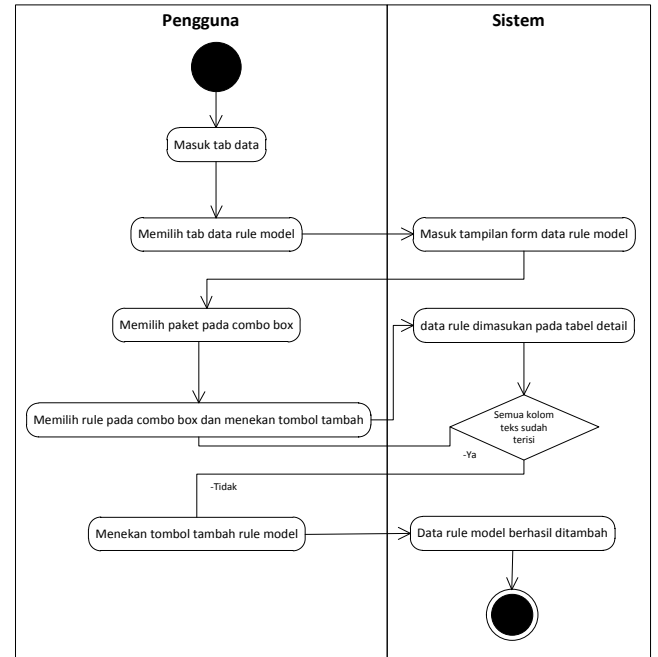 Pengguna
Sistem
Masuk tab data
Memilih tab data rule model
Masuk tampilan form data rule model
Memilih paket pada combo box
data rule dimasukan pada tabel detail
Memilih rule pada combo box dan menekan tombol tambah
Semua kolom
teks sudah
terisi
-Ya
-Tidak
Menekan tombol tambah rule model
Data rule model berhasil ditambah